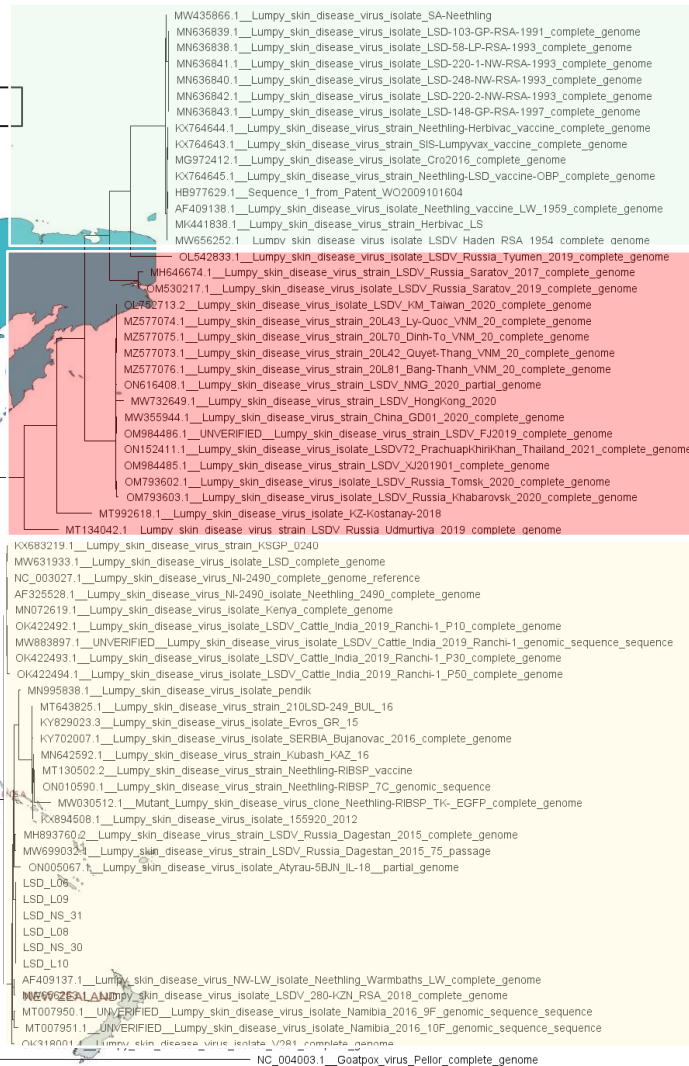 MW435866.1__Lumpy_skin_disease_virus_isolate_SA-Neethling
MN636839.1__Lumpy_skin_disease_virus_isolate_LSD-103-GP-RSA-1991_complete_genome
MN636838.1__Lumpy_skin_disease_virus_isolate_LSD-58-LP-RSA-1993_complete_genome
MN636841.1__Lumpy_skin_disease_virus_isolate_LSD-220-1-NW-RSA-1993_complete_genome
MN636840.1__Lumpy_skin_disease_virus_isolate_LSD-248-NW-RSA-1993_complete_genome
MN636842.1__Lumpy_skin_disease_virus_isolate_LSD-220-2-NW-RSA-1993_complete_genome
MN636843.1__Lumpy_skin_disease_virus_isolate_LSD-148-GP-RSA-1997_complete_genome
KX764644.1__Lumpy_skin_disease_virus_strain_Neethling-Herbivac_vaccine_complete_genome
KX764643.1__Lumpy_skin_disease_virus_strain_SIS-Lumpyvax_vaccine_complete_genome
MG972412.1__Lumpy_skin_disease_virus_isolate_Cro2016_complete_genome
KX764645.1__Lumpy_skin_disease_virus_strain_Neethling-LSD_vaccine-OBP_complete_genome
HB977629.1__Sequence_1_from_Patent_WO2009101604
AF409138.1__Lumpy_skin_disease_virus_isolate_Neethling_vaccine_LW_1959_complete_genome
MK441838.1__Lumpy_skin_disease_virus_strain_Herbivac_LS
MW656252.1__Lumpy_skin_disease_virus_isolate_LSDV_Haden_RSA_1954_complete_genome
OL542833.1__Lumpy_skin_disease_virus_isolate_LSDV_Russia_Tyumen_2019_complete_genome
MH646674.1__Lumpy_skin_disease_virus_strain_LSDV_Russia_Saratov_2017_complete_genome
OM530217.1__Lumpy_skin_disease_virus_strain_LSDV_Russia_Saratov_2019_complete_genome
OL752713.2__Lumpy_skin_disease_virus_isolate_LSDV_KM_Taiwan_2020_complete_genome
MZ577074.1__Lumpy_skin_disease_virus_strain_20L43_Ly-Quoc_VNM_20_complete_genome
MZ577075.1__Lumpy_skin_disease_virus_strain_20L70_Dinh-To_VNM_20_complete_genome
MZ577073.1__Lumpy_skin_disease_virus_strain_20L42_Quyet-Thang_VNM_20_complete_genome
MZ577076.1__Lumpy_skin_disease_virus_strain_20L81_Bang-Thanh_VNM_20_complete_genome
ON616408.1__Lumpy_skin_disease_virus_strain_LSDV_NMG_2020_partial_genome
MW732649.1__Lumpy_skin_disease_virus_strain_LSDV_HongKong_2020
MW355944.1__Lumpy_skin_disease_virus_strain_China_GD01_2020_complete_genome
OM984486.1__UNVERIFIED__Lumpy_skin_disease_virus_strain_LSDV_FJ2019_complete_genome
ON152411.1__Lumpy_skin_disease_virus_isolate_LSDV72_PrachuapKhiriKhan_Thailand_2021_complete_genome
OM984485.1__Lumpy_skin_disease_virus_strain_LSDV_XJ201901_complete_genome
OM793602.1__Lumpy_skin_disease_virus_isolate_LSDV_Russia_Tomsk_2020_complete_genome
OM793603.1__Lumpy_skin_disease_virus_isolate_LSDV_Russia_Khabarovsk_2020_complete_genome
MT992618.1__Lumpy_skin_disease_virus_isolate_KZ-Kostanay-2018
MT134042.1__Lumpy_skin_disease_virus_strain_LSDV_Russia_Udmurtiya_2019_complete_genome
KX683219.1__Lumpy_skin_disease_virus_strain_KSGP_0240
MW631933.1__Lumpy_skin_disease_virus_isolate_LSD_complete_genome
NC_003027.1__Lumpy_skin_disease_virus_NI-2490_complete_genome_reference
AF325528.1__Lumpy_skin_disease_virus_NI-2490_isolate_Neethling_2490_complete_genome
MN072619.1__Lumpy_skin_disease_virus_isolate_Kenya_complete_genome
OK422492.1__Lumpy_skin_disease_virus_isolate_LSDV_Cattle_India_2019_Ranchi-1_P10_complete_genome
MW883897.1__UNVERIFIED__Lumpy_skin_disease_virus_isolate_LSDV_Cattle_India_2019_Ranchi-1_genomic_sequence_sequence
OK422493.1__Lumpy_skin_disease_virus_isolate_LSDV_Cattle_India_2019_Ranchi-1_P30_complete_genome
OK422494.1__Lumpy_skin_disease_virus_isolate_LSDV_Cattle_India_2019_Ranchi-1_P50_complete_genome
MN995838.1__Lumpy_skin_disease_virus_isolate_pendik
MT643825.1__Lumpy_skin_disease_virus_strain_210LSD-249_BUL_16
KY829023.3__Lumpy_skin_disease_virus_isolate_Evros_GR_15
KY702007.1__Lumpy_skin_disease_virus_isolate_SERBIA_Bujanovac_2016_complete_genome
MN642592.1__Lumpy_skin_disease_virus_strain_Kubash_KAZ_16
MT130502.2__Lumpy_skin_disease_virus_strain_Neethling-RIBSP_vaccine
ON010590.1__Lumpy_skin_disease_virus_strain_Neethling-RIBSP_7C_genomic_sequence
MW030512.1__Mutant_Lumpy_skin_disease_virus_clone_Neethling-RIBSP_TK-_EGFP_complete_genome
KX894508.1__Lumpy_skin_disease_virus_isolate_155920_2012
MH893760.2__Lumpy_skin_disease_virus_strain_LSDV_Russia_Dagestan_2015_complete_genome
MW699032.1__Lumpy_skin_disease_virus_isolate_LSDV_Russia_Dagestan_2015_75_passage
ON005067.1__Lumpy_skin_disease_virus_isolate_Atyrau-5BJN_IL-18__partial_genome
LSD_L06
LSD_L09
LSD_NS_31
LSD_L08
LSD_NS_30
LSD_L10
AF409137.1__Lumpy_skin_disease_virus_NW-LW_isolate_Neethling_Warmbaths_LW_complete_genome
NEW ZEALAND
Lumpy_skin_disease_virus_isolate_LSDV_280-KZN_RSA_2018_complete_genome
MT007950.1__UNVERIFIED__Lumpy_skin_disease_virus_isolate_Namibia_2016_9F_genomic_sequence_sequence
MT007951.1__UNVERIFIED__Lumpy_skin_disease_virus_isolate_Namibia_2016_10F_genomic_sequence_sequence
OK318001.1__Lumpy_skin_disease_virus_isolate_V281_complete_genome
NC_004003.1__Goatpox_virus_Pellor_complete_genome